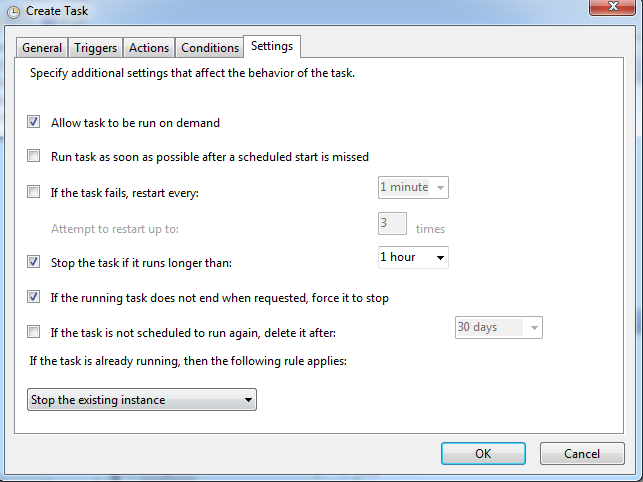 Create Task
General Triggers Actions Conditions Settings
Specify additional settings that affect the behavior of the task.
Allow task to be run on demand
Run task as soon as possible after a scheduled start is missed
If the task fails, restart every: 1 minute
Attempt to restart up to: 3 times
Stop the task if it runs longer than: 1 hour
If the running task does not end when requested, force it to stop
If the task is not scheduled to run again, delete it after: 30 days
If the task is already running, then the following rule applies:
Stop the existing instance
OK Cancel